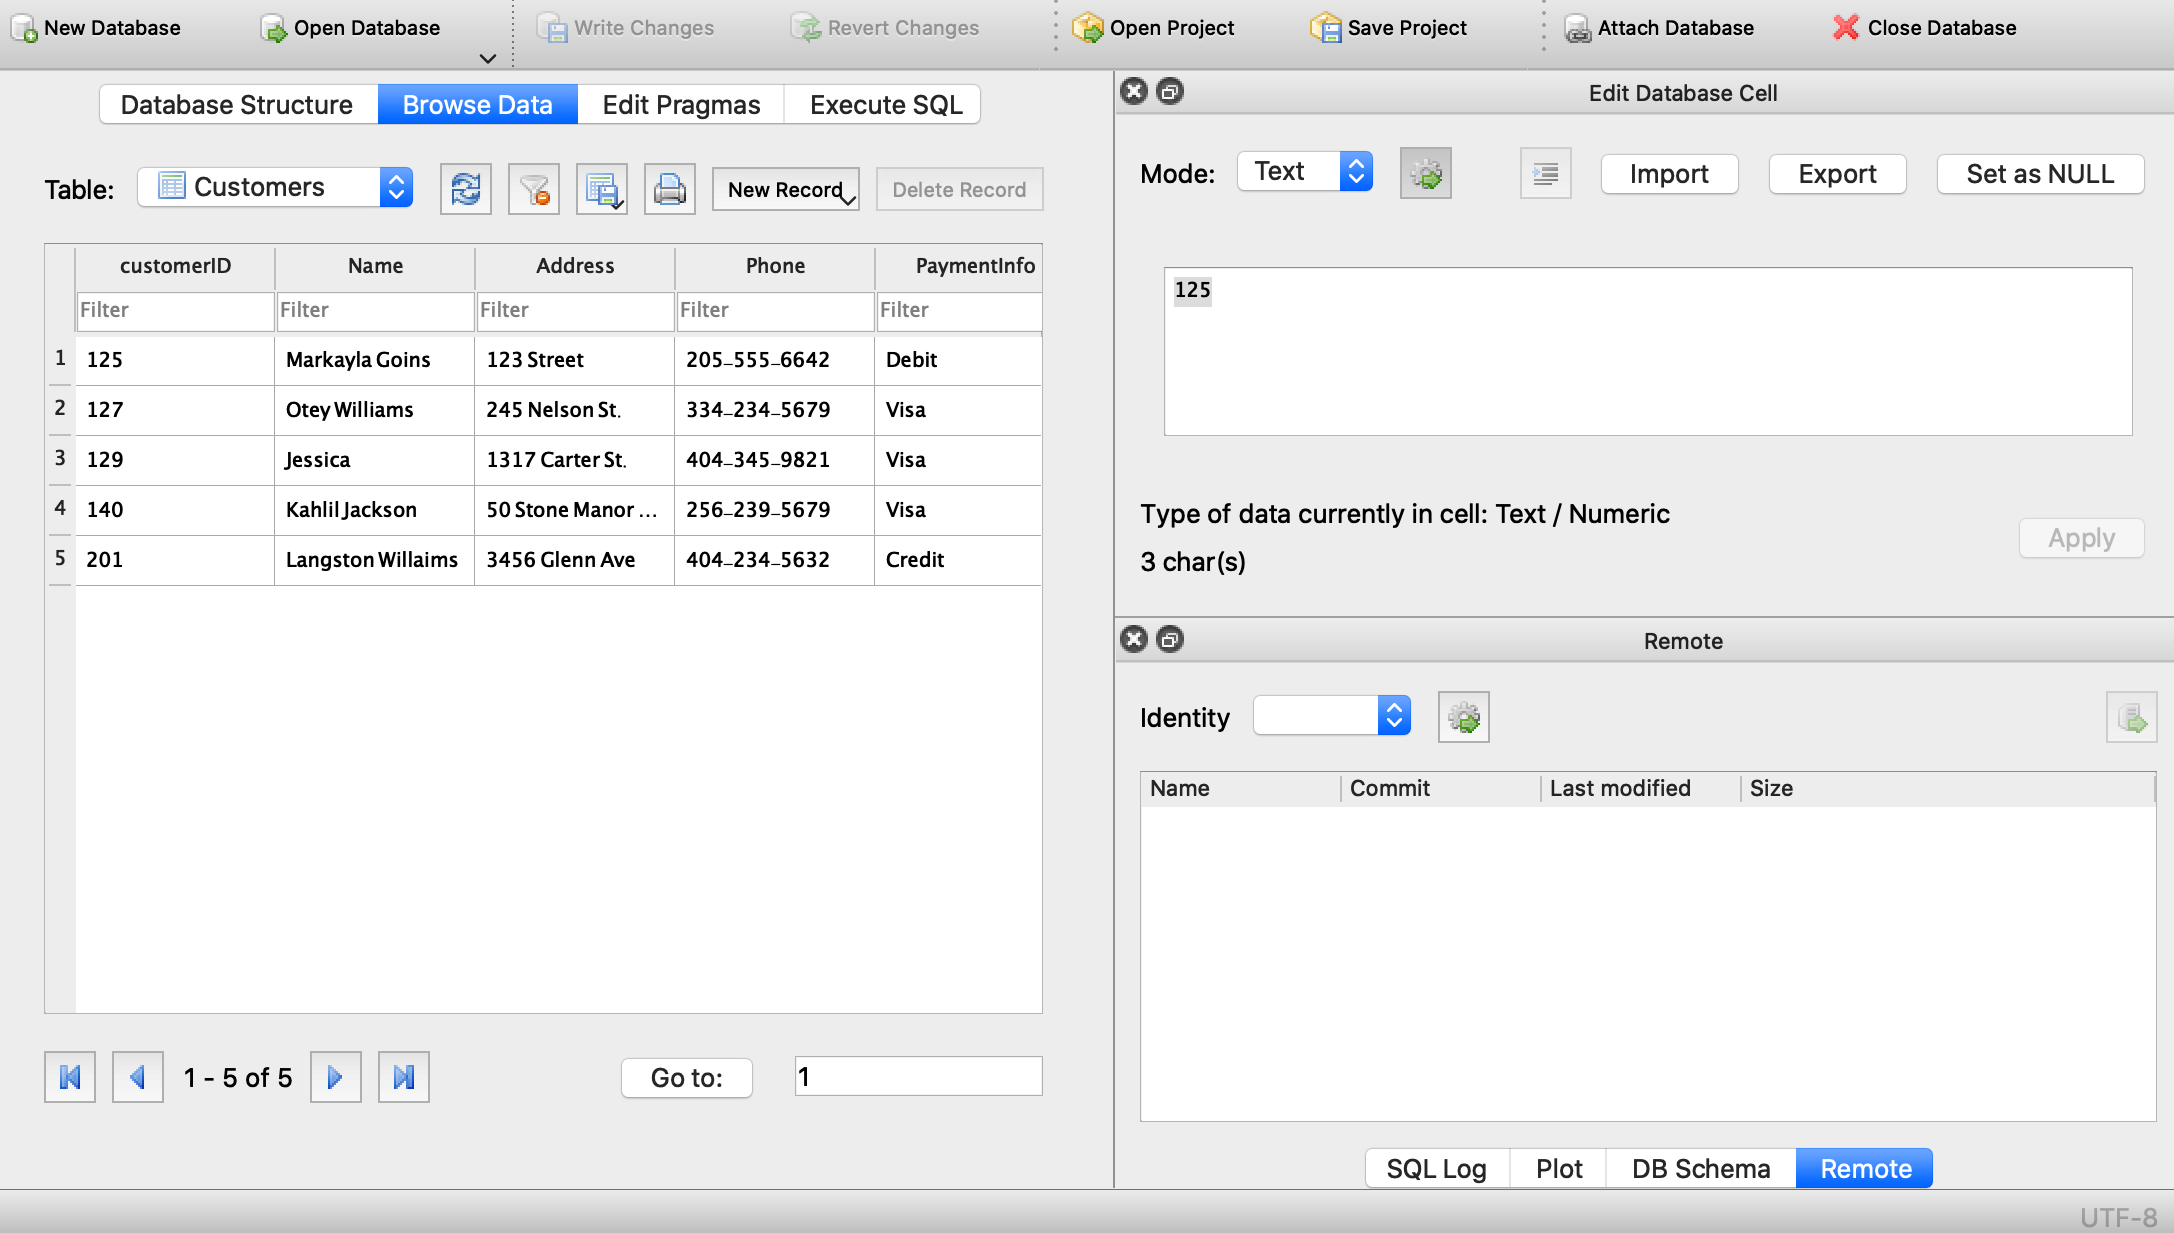 New Database Open Database Write Changes Revert Changes Open Project Save Project Attach Database Close Database
Database Structure Browse Data Edit Pragmas Execute SQL
Table: Customers New Record Delete Record
customerID Name Address Phone PaymentInfo
Filter Filter Filter Filter Filter
1 125 Markayla Goins 123 Street 205-555-6642 Debit
2 127 Otey Williams 245 Nelson St. 334-234-5679 Visa
3 129 Jessica 1317 Carter St. 404-345-9821 Visa
4 140 Kahlil Jackson 50 Stone Manor ... 256-239-5679 Visa
5 201 Langston Willaims 3456 Glenn Ave 404-234-5632 Credit
1 - 5 of 5 Go to: 1
Edit Database Cell
Mode: Text Import Export Set as NULL
125
Type of data currently in cell: Text / Numeric
3 char(s)
Apply
Remote
Identity
Name Commit Last modified Size
SQL Log Plot DB Schema Remote
UTF-8